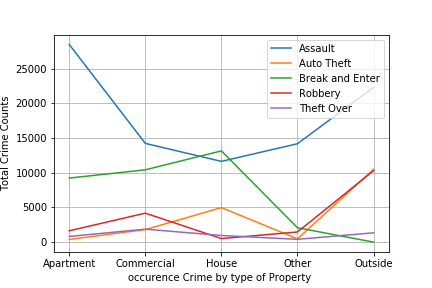 Assault
Auto Theft
Break and Enter
Robbery
Theft Over
25000
20000
15000
10000
5000
0
Total Crime Counts
Apartment Commercial House Other Outside
occurence Crime by type of Property